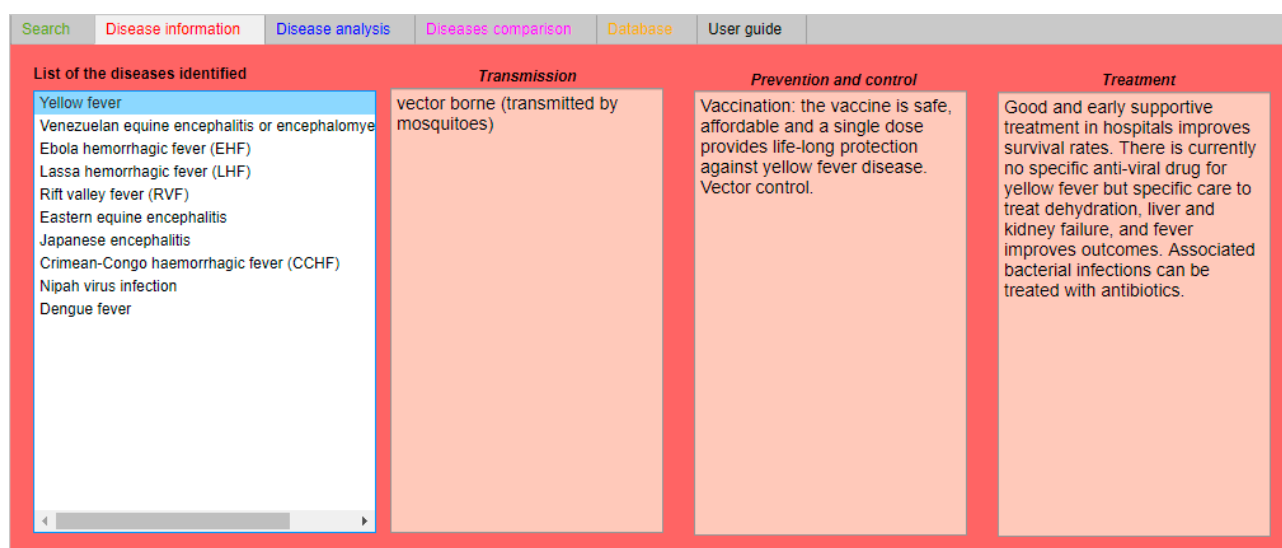 Search Disease information Disease analysis Diseases comparison Database User guide
List of the diseases identified
Yellow fever
Venezuelan equine encephalitis or encephalomye
Ebola hemorrhagic fever (EHF)
Lassa hemorrhagic fever (LHF)
Rift valley fever (RVF)
Eastern equine encephalitis
Japanese encephalitis
Crimean-Congo haemorrhagic fever (CCHF)
Nipah virus infection
Dengue fever
Transmission
vector borne (transmitted by
mosquitoes)
Prevention and control
Vaccination: the vaccine is safe,
affordable and a single dose
provides life-long protection
against yellow fever disease.
Vector control.
Treatment
Good and early supportive
treatment in hospitals improves
survival rates. There is currently
no specific anti-viral drug for
yellow fever but specific care to
treat dehydration, liver and
kidney failure, and fever
improves outcomes. Associated
bacterial infections can be
treated with antibiotics.